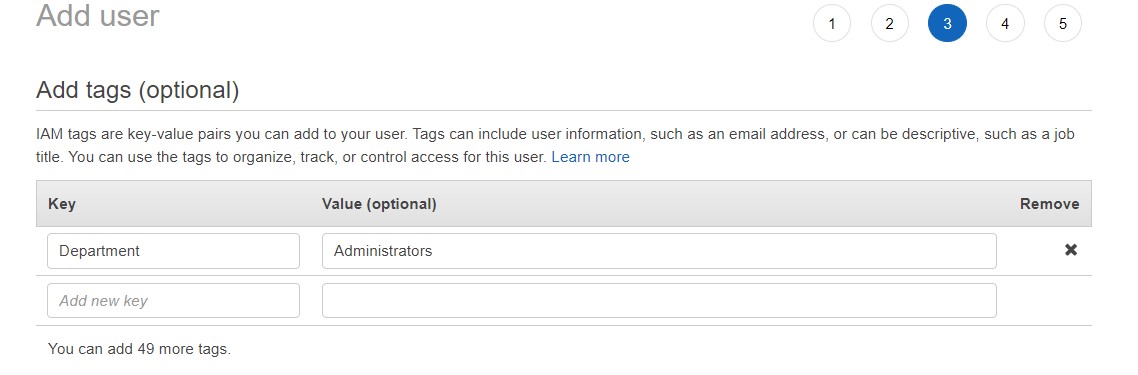 Add user
1 2 3 4 5
Add tags (optional)
IAM tags are key-value pairs you can add to your user. Tags can include user information, such as an email address, or can be descriptive, such as a job
title. You can use the tags to organize, track, or control access for this user. Learn more
Key Value (optional) Remove
Department Administrators
Add new key
You can add 49 more tags.